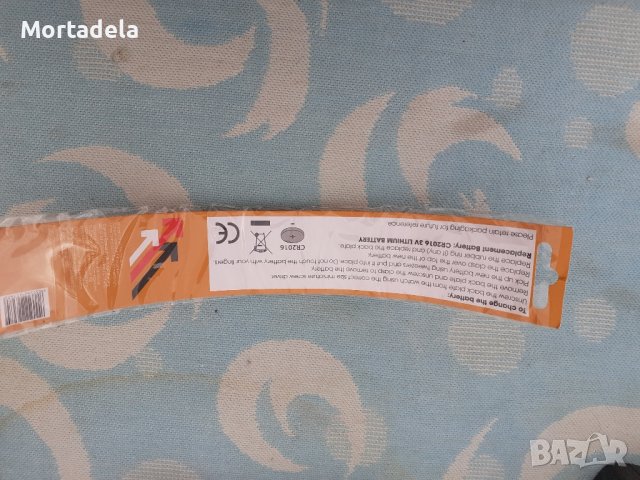 Mortadela
To change the battery:
Unscrew the back plate from the watch using the correct size miniature screw driver.
Remove the back plate and unscrew the clasp to remove the battery.
Pick up the new battery using tweezers and put it into place. Do not touch the battery with your fingers.
Replace the clasp over the top of the new battery.
Replace the rubber ring (if any) and replace the back plate.
Replacement Battery: CR2016 3V LITHIUM BATTERY
Please retain packaging for future reference
CR2016
CE
BAZAR